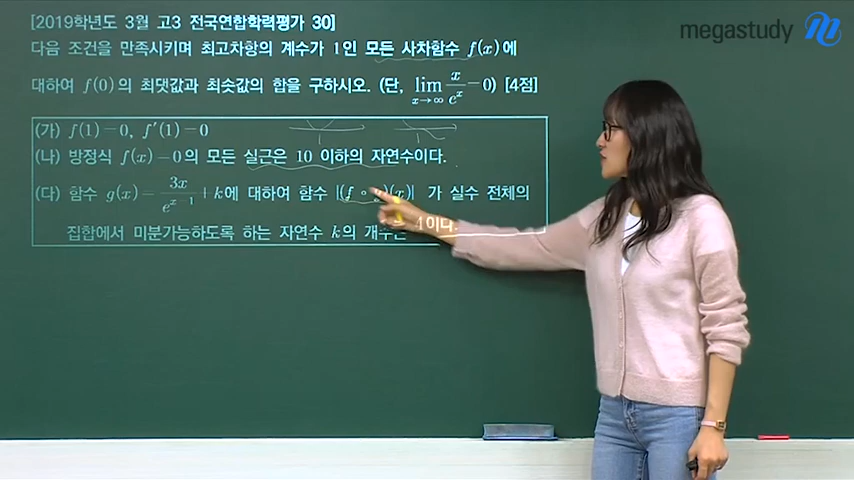 megastudy
[2019학년도 3월 고3 전국연합학력평가 30]
다음 조건을 만족시키며 최고차항의 계수가 1인 모든 사차함수 f(x)에
대하여 f(0)의 최댓값과 최솟값의 합을 구하시오. (단, lim x→∞ x/e^x=0) [4점]
(가) f(1)=0, f′(1)=0
(나) 방정식 f(x)=0의 모든 실근은 10 이하의 자연수이다.
(다) 함수 g(x)=3x/e^(x-1)+k에 대하여 함수 |(f∘ )(x)| 가 실수 전체의
집합에서 미분가능하도록 하는 자연수 k의 개수는 4이다.